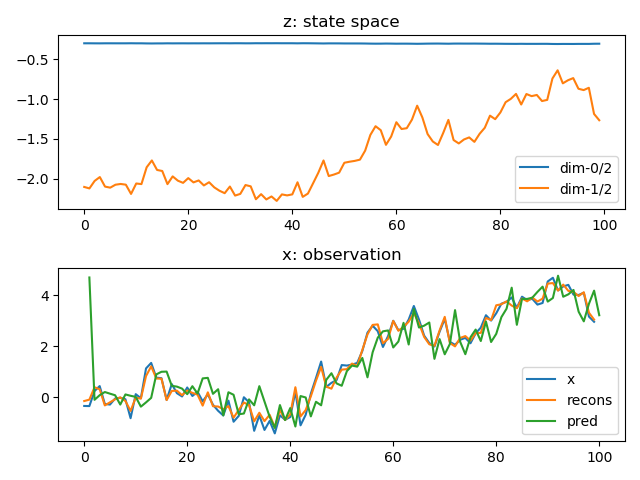 z: state space
−0.5
−1.0
−1.5
−2.0
dim-0/2
dim-1/2
0 20 40 60 80 100
x: observation
4
2
0
x
recons
pred
0 20 40 60 80 100